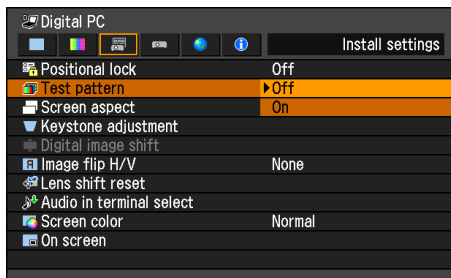 Digital PC
Install settings
Positional lock Off
Test pattern Off
Screen aspect On
Keystone adjustment
Digital image shift
Image flip H/V None
Lens shift reset
Audio in terminal select
Screen color Normal
On screen